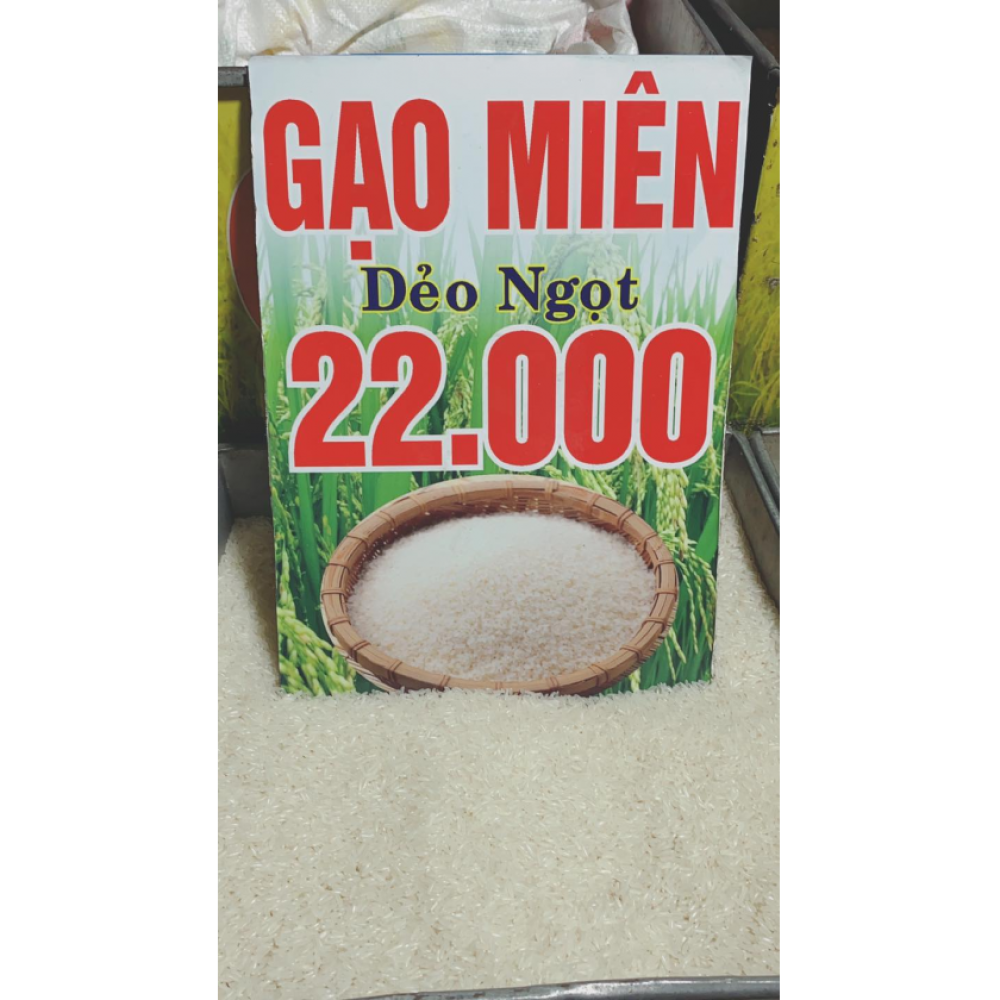 GẠO MIÊN
Dẻo Ngọt
22.000